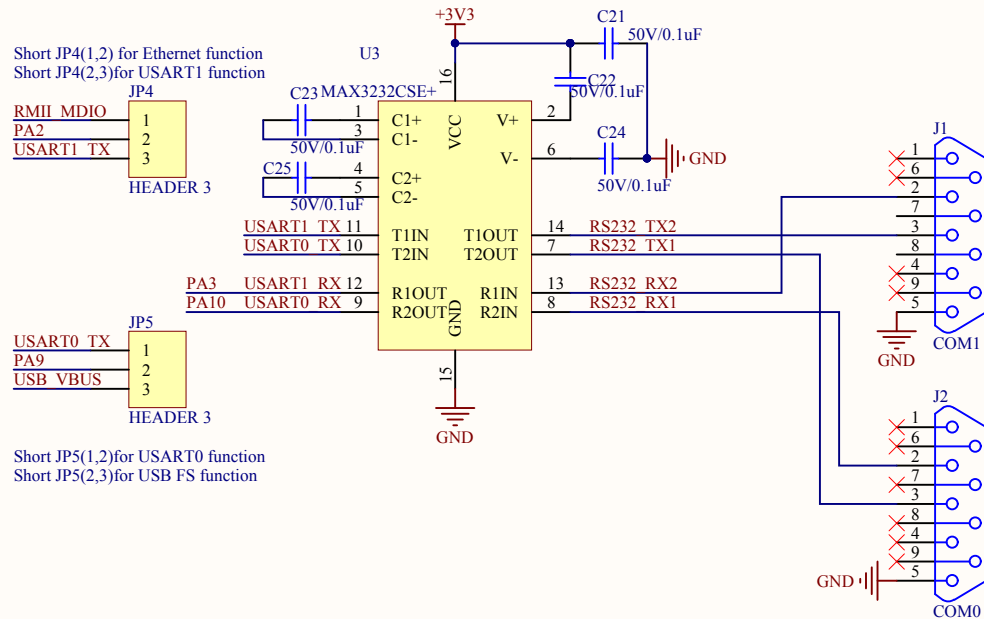 +3V3
C21
50V/0.1uF
U3
Short JP4(1,2) for Ethernet function
Short JP4(2,3)for USART1 function
16
C22
50V/0.1uF
JP4
C23
MAX3232CSE+
RMII_MDIO
1
PA2
2
USART1_TX
3
HEADER 3
1
C1+
3
C1-
50V/0.1uF
VCC
V+
2
C24
V-
6
GND
50V/0.1uF
C25
4
C2+
5
C2-
50V/0.1uF
USART1_TX
11
T1IN
USART0_TX
10
T2IN
T1OUT
14
RS232_TX2
T2OUT
7
RS232_TX1
PA3
USART1_RX
12
R1OUT
PA10
USART0_RX
9
R2OUT
R1IN
13
RS232_RX2
R2IN
8
RS232_RX1
GND
15
GND
J1
1
6
2
7
3
8
4
9
5
GND
COM1
JP5
USART0_TX
1
PA9
2
USB_VBUS
3
HEADER 3
Short JP5(1,2)for USART0 function
Short JP5(2,3)for USB FS function
J2
1
6
2
7
3
8
4
9
5
GND
COM0